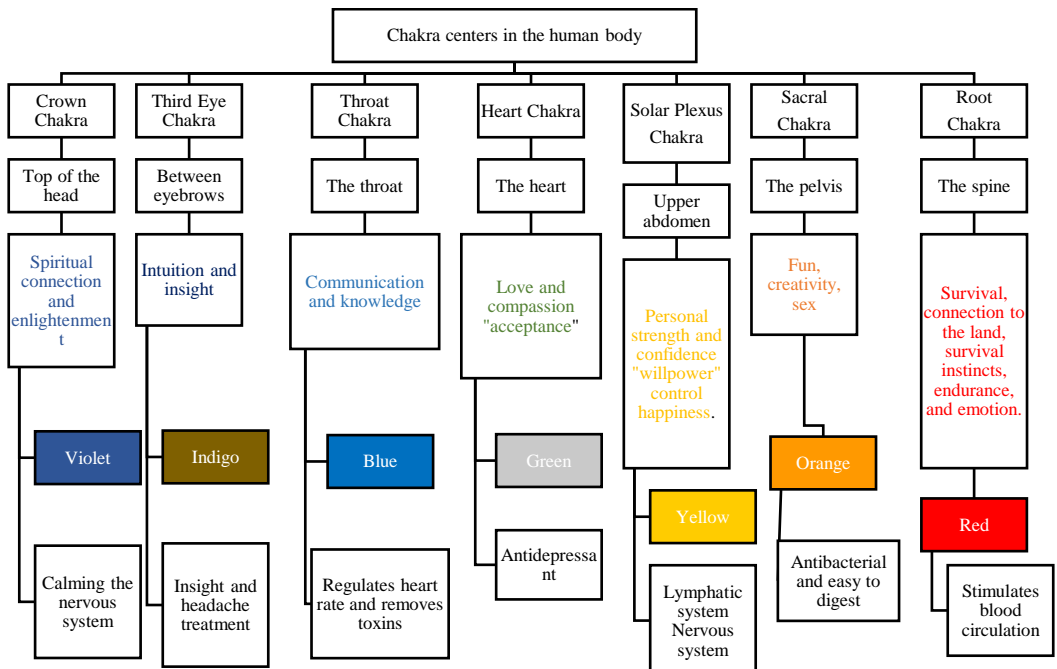 Chakra centers in the human body
Crown
Chakra
Third Eye
Chakra
Throat
Chakra
Heart Chakra
Solar Plexus
Chakra
Sacral
Chakra
Root
Chakra
Top of the
head
Between
eyebrows
The throat
The heart
Upper
abdomen
The pelvis
The spine
Spiritual
connection
and
enlightenmen
t
Intuition and
insight
Communication
and knowledge
Love and
compassion
"acceptance"
Personal
strength and
confidence
"willpower"
control
happiness.
Fun,
creativity,
sex
Survival,
connection to
the land,
survival
instincts,
endurance,
and emotion.
Violet
Indigo
Blue
Green
Yellow
Orange
Red
Calming the
nervous
system
Insight and
headache
treatment
Regulates heart
rate and removes
toxins
Antidepressa
nt
Lymphatic
system
Nervous
system
Antibacterial
and easy to
digest
Stimulates
blood
circulation